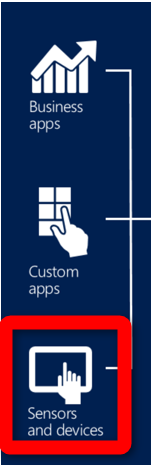 Business
apps
Custom
apps
Sensors
and devices